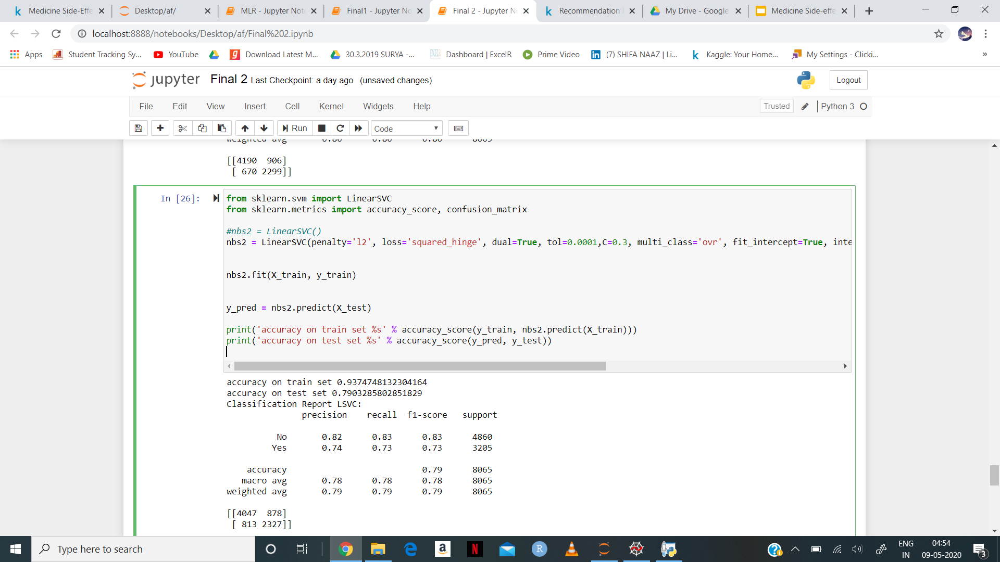 Medicine Side-Effe
Desktop/af/
MLR - Jupyter Not
Final1 - Jupyter No
Final 2 - Jupyter N
Recommendation
My Drive - Google
Medicine Side-effe
localhost:8888/notebooks/Desktop/af/Final%202.ipynb
Apps
Student Tracking Sy...
YouTube
Download Latest M...
30.3.2019 SURYA -...
Dashboard | ExcelR
Prime Video
(7) SHIFA NAAZ | Li...
Kaggle: Your Home...
My Settings - Clicki...
»
jupyter Final 2 Last Checkpoint: a day ago (unsaved changes)
Logout
File Edit View Insert Cell Kernel Widgets Help
Trusted
Python 3
Run
Code
weighted avg 0.80 0.80 0.80 8065
[[4190 906]
[ 670 2299]]
In [26]:
from sklearn.svm import LinearSVC
from sklearn.metrics import accuracy_score, confusion_matrix
#nbs2 = LinearSVC()
nbs2 = LinearSVC(penalty='l2', loss='squared_hinge', dual=True, tol=0.0001,C=0.3, multi_class='ovr', fit_intercept=True, inte
nbs2.fit(X_train, y_train)
y_pred = nbs2.predict(X_test)
print('accuracy on train set %s' % accuracy_score(y_train, nbs2.predict(X_train)))
print('accuracy on test set %s' % accuracy_score(y_pred, y_test))
accuracy on train set 0.9374748132304164
accuracy on test set 0.7903285802851829
Classification Report LSVC:
precision recall f1-score support
No 0.82 0.83 0.83 4860
Yes 0.74 0.73 0.73 3205
accuracy 0.79 8065
macro avg 0.78 0.78 0.78 8065
weighted avg 0.79 0.79 0.79 8065
[[4047 878]
[ 813 2327]]
Type here to search
ENG
IN
04:54
09-05-2020
3